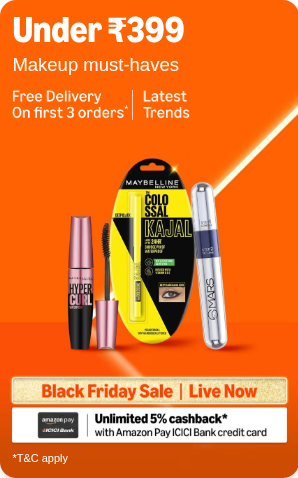 Under ₹399
Makeup must-haves
Free Delivery
On first 3 orders*
Latest
Trends
MAYBELLINE
NEW YORK
COLO
SSAL
KAJAL
HYPER
CURL
MARS
Black Friday Sale | Live Now
amazon pay
ICICI Bank
Unlimited 5% cashback*
with Amazon Pay ICICI Bank credit card
*T&C apply